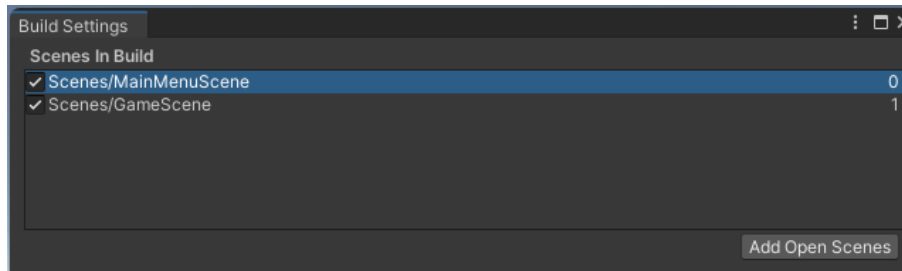 Build Settings
Scenes In Build
Scenes/MainMenuScene 0
Scenes/GameScene 1
Add Open Scenes